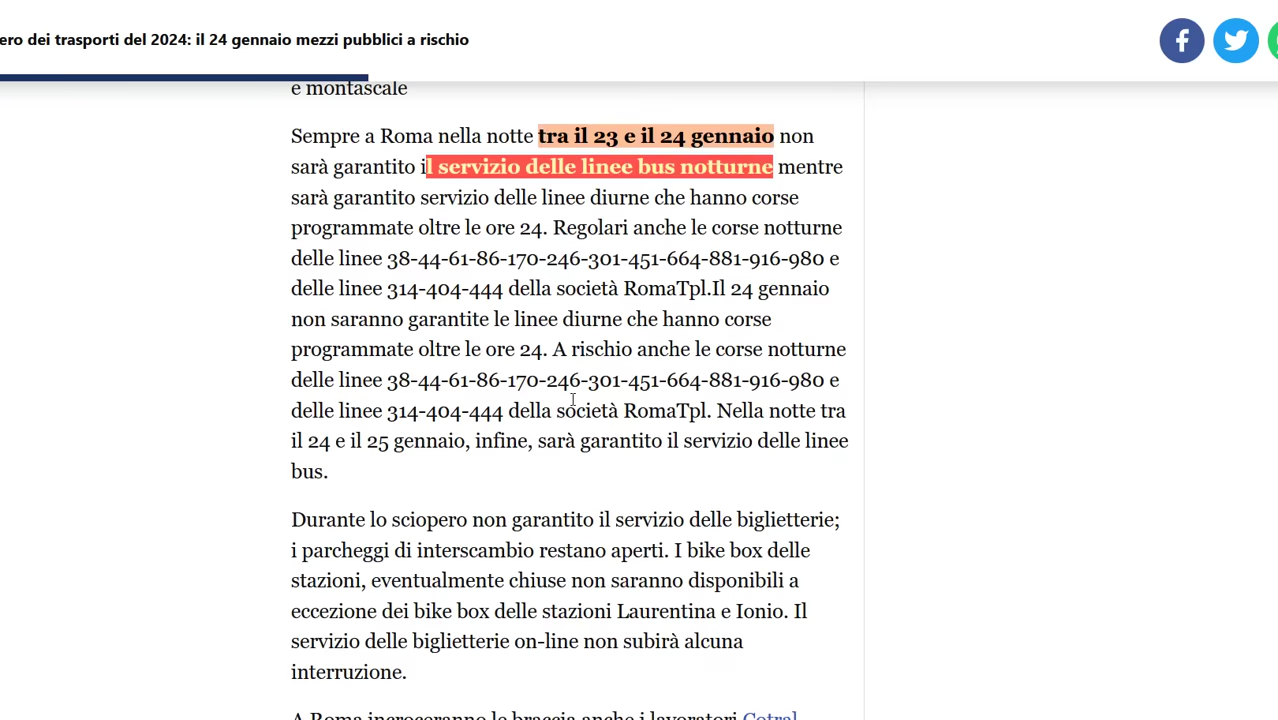 ero dei trasporti del 2024: il 24 gennaio mezzi pubblici a rischio
e montascale
Sempre a Roma nella notte tra il 23 e il 24 gennaio non
sarà garantito il servizio delle linee bus notturne mentre
sarà garantito servizio delle linee diurne che hanno corse
programmate oltre le ore 24. Regolari anche le corse notturne
delle linee 38-44-61-86-170-246-301-451-664-881-916-980 e
delle linee 314-404-444 della società RomaTpl.Il 24 gennaio
non saranno garantite le linee diurne che hanno corse
programmate oltre le ore 24. A rischio anche le corse notturne
delle linee 38-44-61-86-170-246-301-451-664-881-916-980 e
delle linee 314-404-444 della società RomaTpl. Nella notte tra
il 24 e il 25 gennaio, infine, sarà garantito il servizio delle linee
bus.
Durante lo sciopero non garantito il servizio delle biglietterie;
i parcheggi di interscambio restano aperti. I bike box delle
stazioni, eventualmente chiuse non saranno disponibili a
eccezione dei bike box delle stazioni Laurentina e Ionio. Il
servizio delle biglietterie on-line non subirà alcuna
interruzione.
A Roma incroceranno le braccia anche i lavoratori Cotral